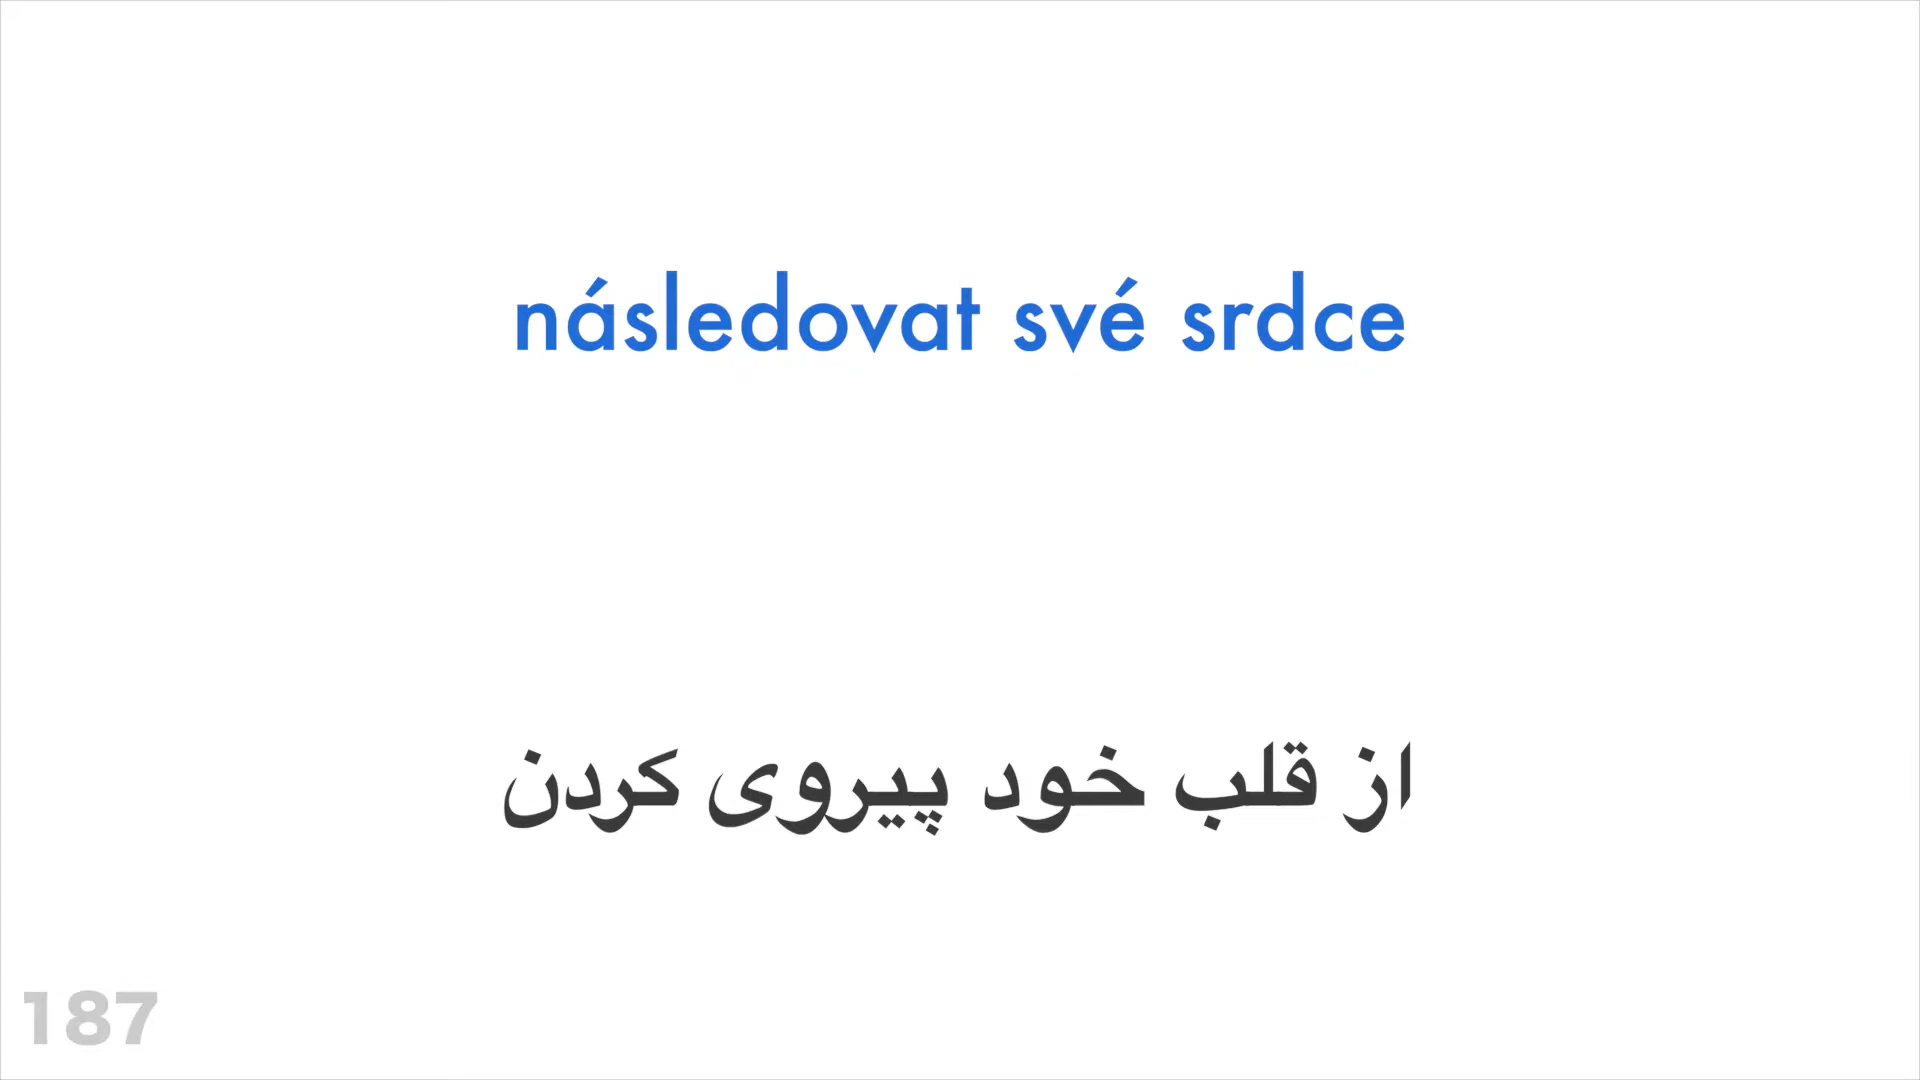 následovat své srdce
از قلب خود پیروی کردن
187